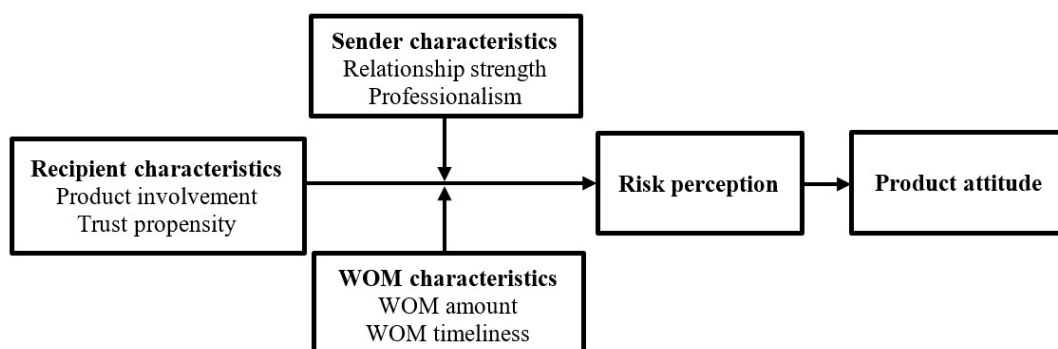 Sender characteristics
Relationship strength
Professionalism
Recipient characteristics
Product involvement
Trust propensity
Risk perception
Product attitude
WOM characteristics
WOM amount
WOM timeliness